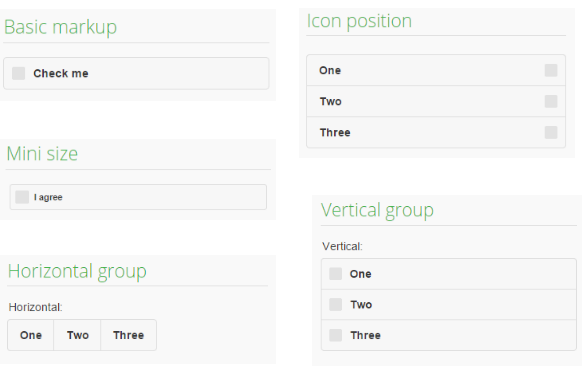 Basic markup
Check me
Mini size
I agree
Horizontal group
Horizontal:
One Two Three
Icon position
One
Two
Three
Vertical group
Vertical:
One
Two
Three